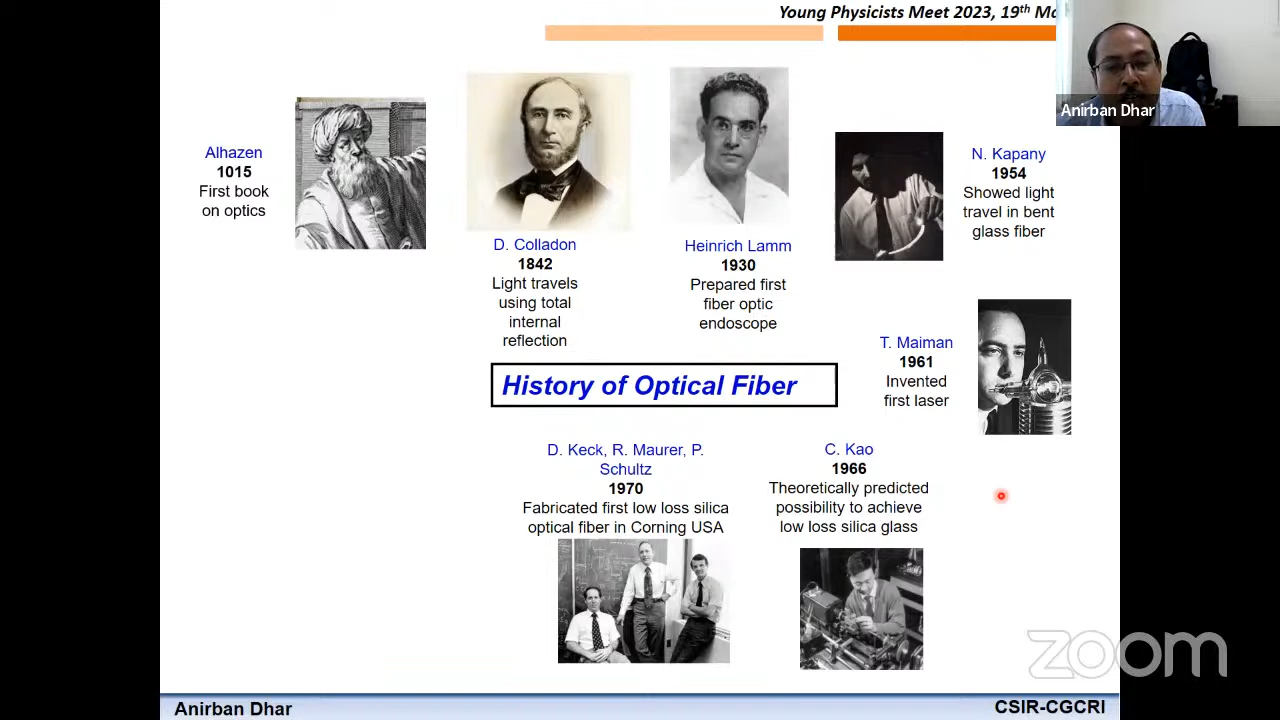 Young Physicists Meet 2023, 19th Ma
Anirban Dhar
Alhazen
1015
First book
on optics
D. Colladon
1842
Light travels
using total
internal
reflection
Heinrich Lamm
1930
Prepared first
fiber optic
endoscope
N. Kapany
1954
Showed light
travel in bent
glass fiber
T. Maiman
1961
Invented
first laser
History of Optical Fiber
D. Keck, R. Maurer, P.
Schultz
1970
Fabricated first low loss silica
optical fiber in Corning USA
C. Kao
1966
Theoretically predicted
possibility to achieve
low loss silica glass
zoom
Anirban Dhar
CSIR-CGCRI